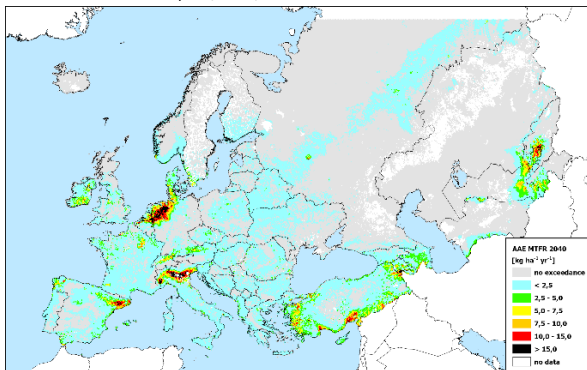 AAE MTFR 2040
[kg ha⁻¹ yr⁻¹]
no exceedance
< 2,5
2,5 - 5,0
5,0 - 7,5
7,5 - 10,0
10,0 - 15,0
> 15,0
no data